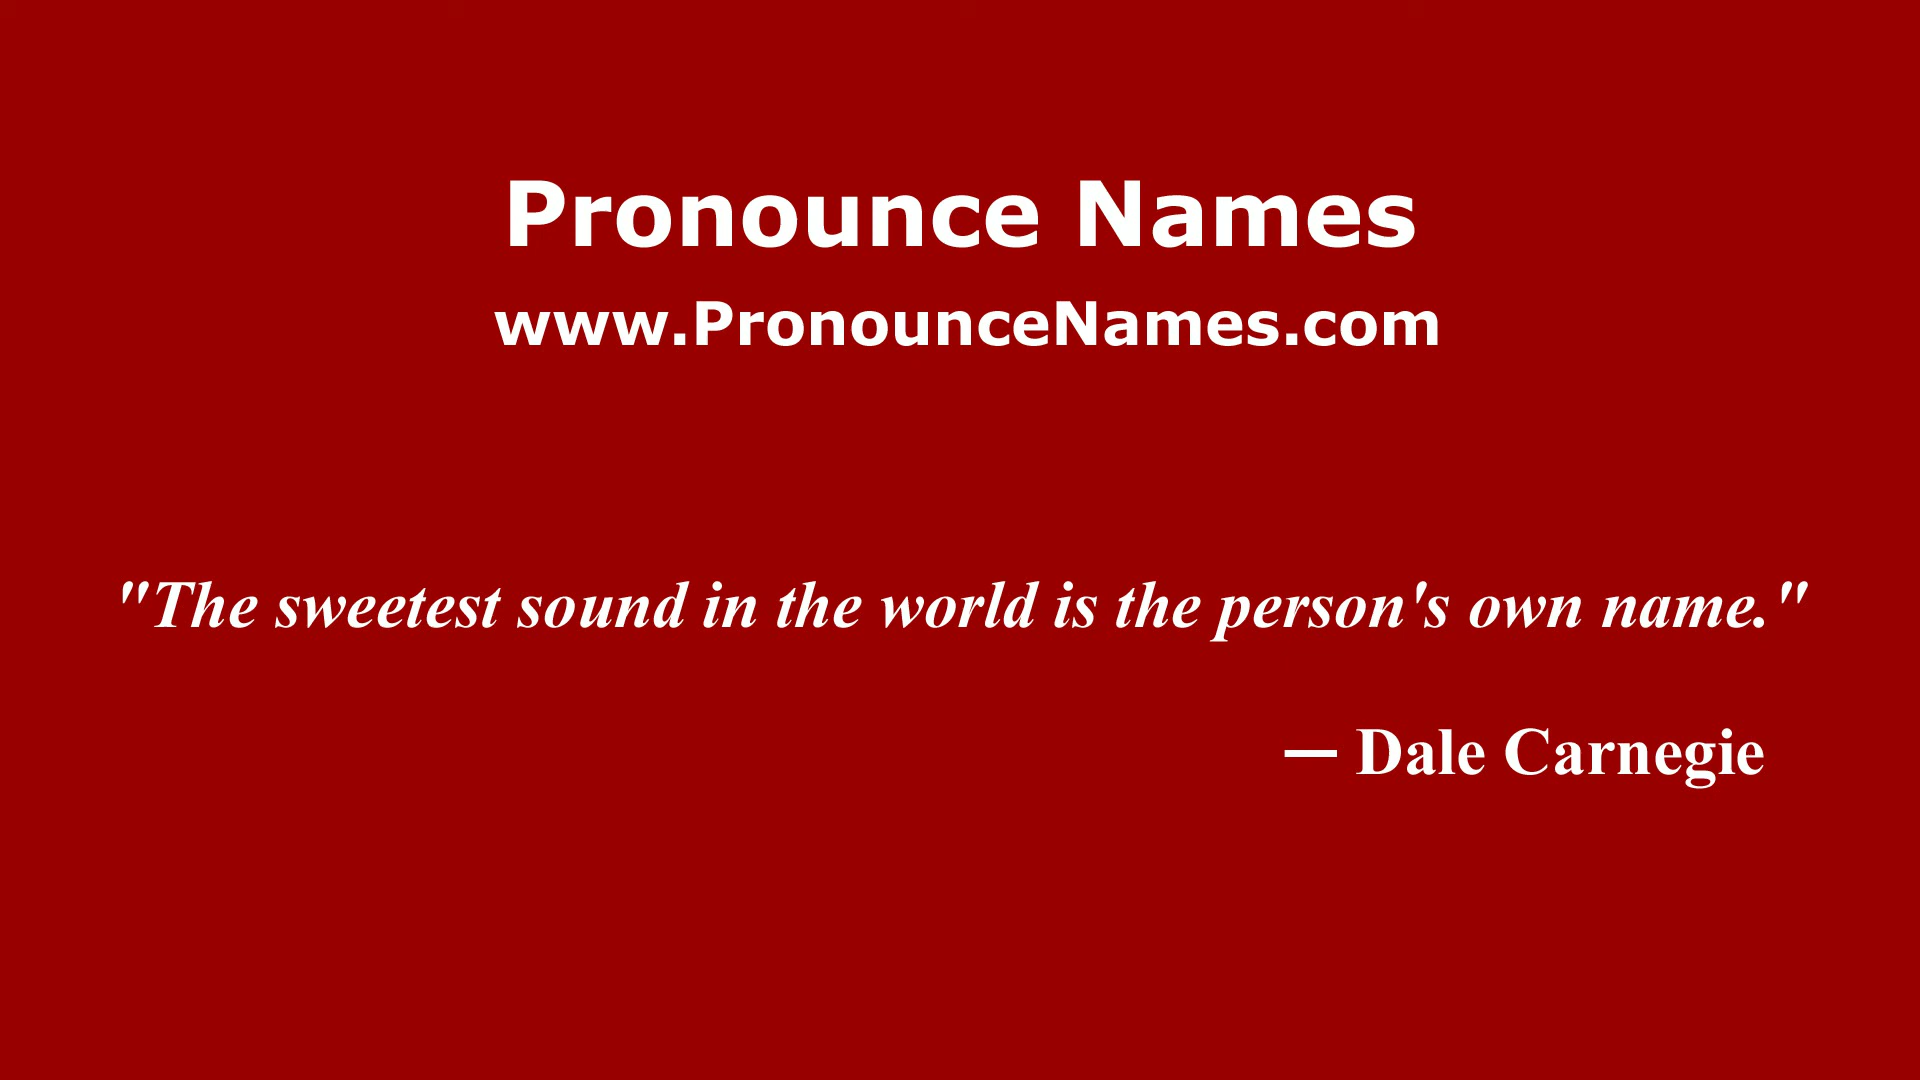 Pronounce Names
www.PronounceNames.com
"The sweetest sound in the world is the person's own name."
— Dale Carnegie